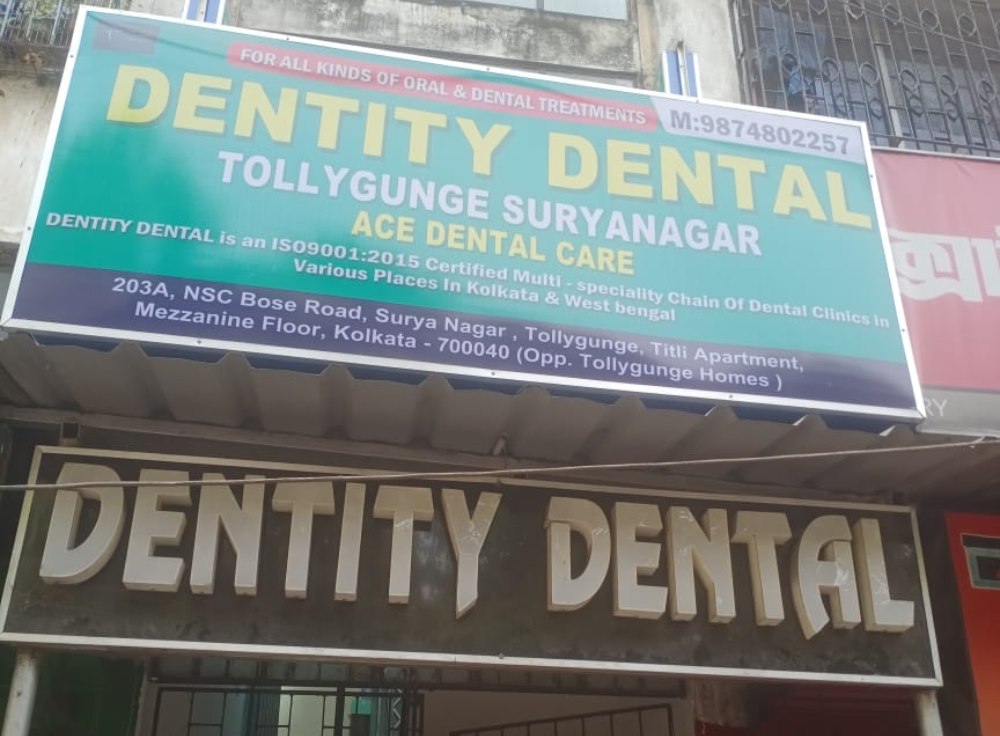 FOR ALL KINDS OF ORAL & DENTAL TREATMENTS
M:9874802257
DENTITY DENTAL
TOLLYGUNGE SURYANAGAR
ACE DENTAL CARE
DENTITY DENTAL is an ISO9001:2015 Certified Multi - speciality Chain Of Dental Clinics in
Various Places In Kolkata & West bengal
203A, NSC Bose Road, Surya Nagar , Tollygunge, Titli Apartment,
Mezzanine Floor, Kolkata - 700040 (Opp. Tollygunge Homes )
RY
DENTITY DENTAL